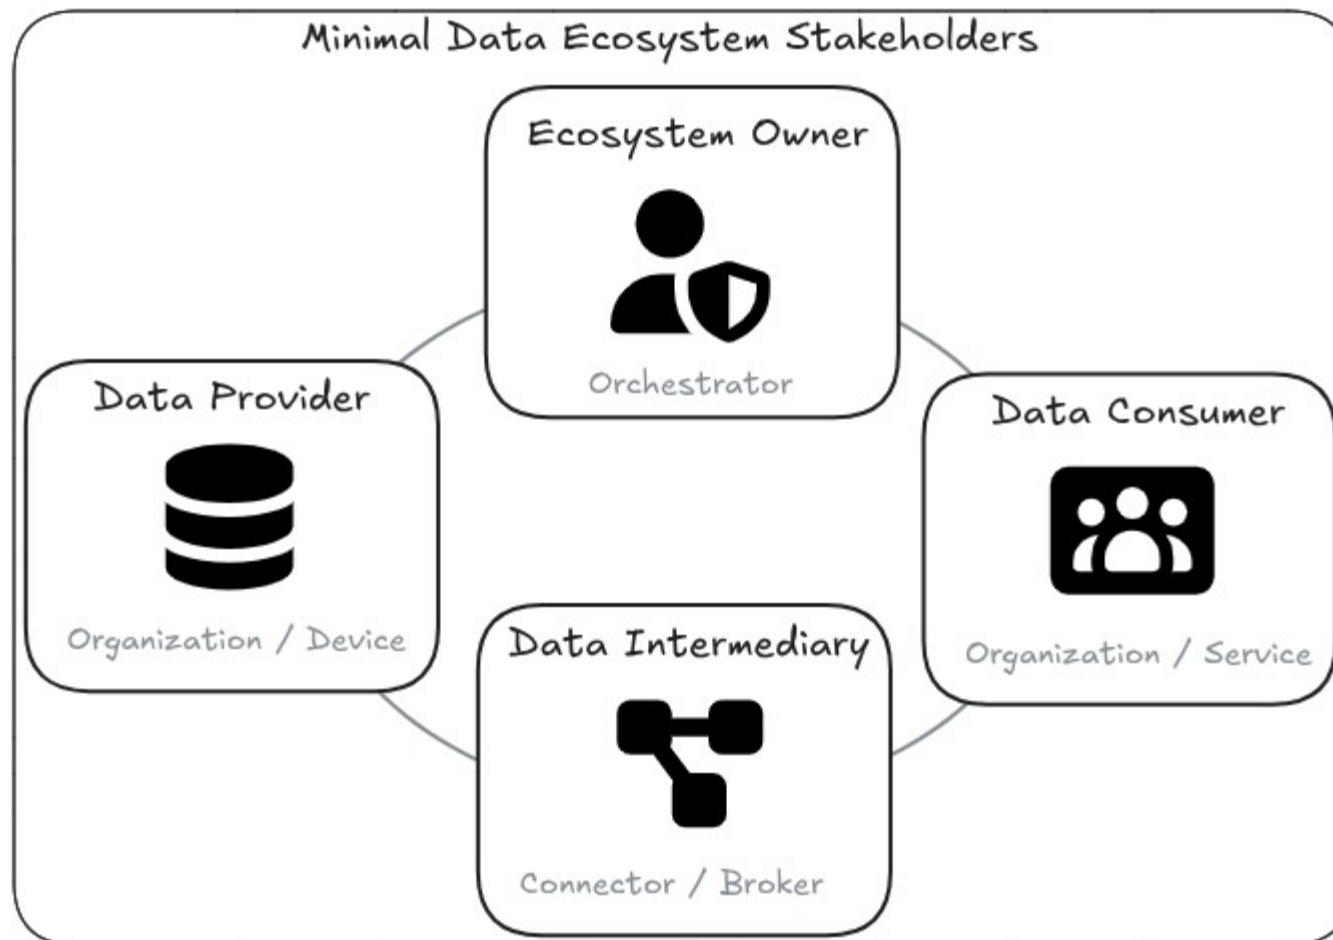 Minimal Data Ecosystem Stakeholders
Ecosystem Owner
Orchestrator
Data Provider
Organization / Device
Data Consumer
Organization / Service
Data Intermediary
Connector / Broker